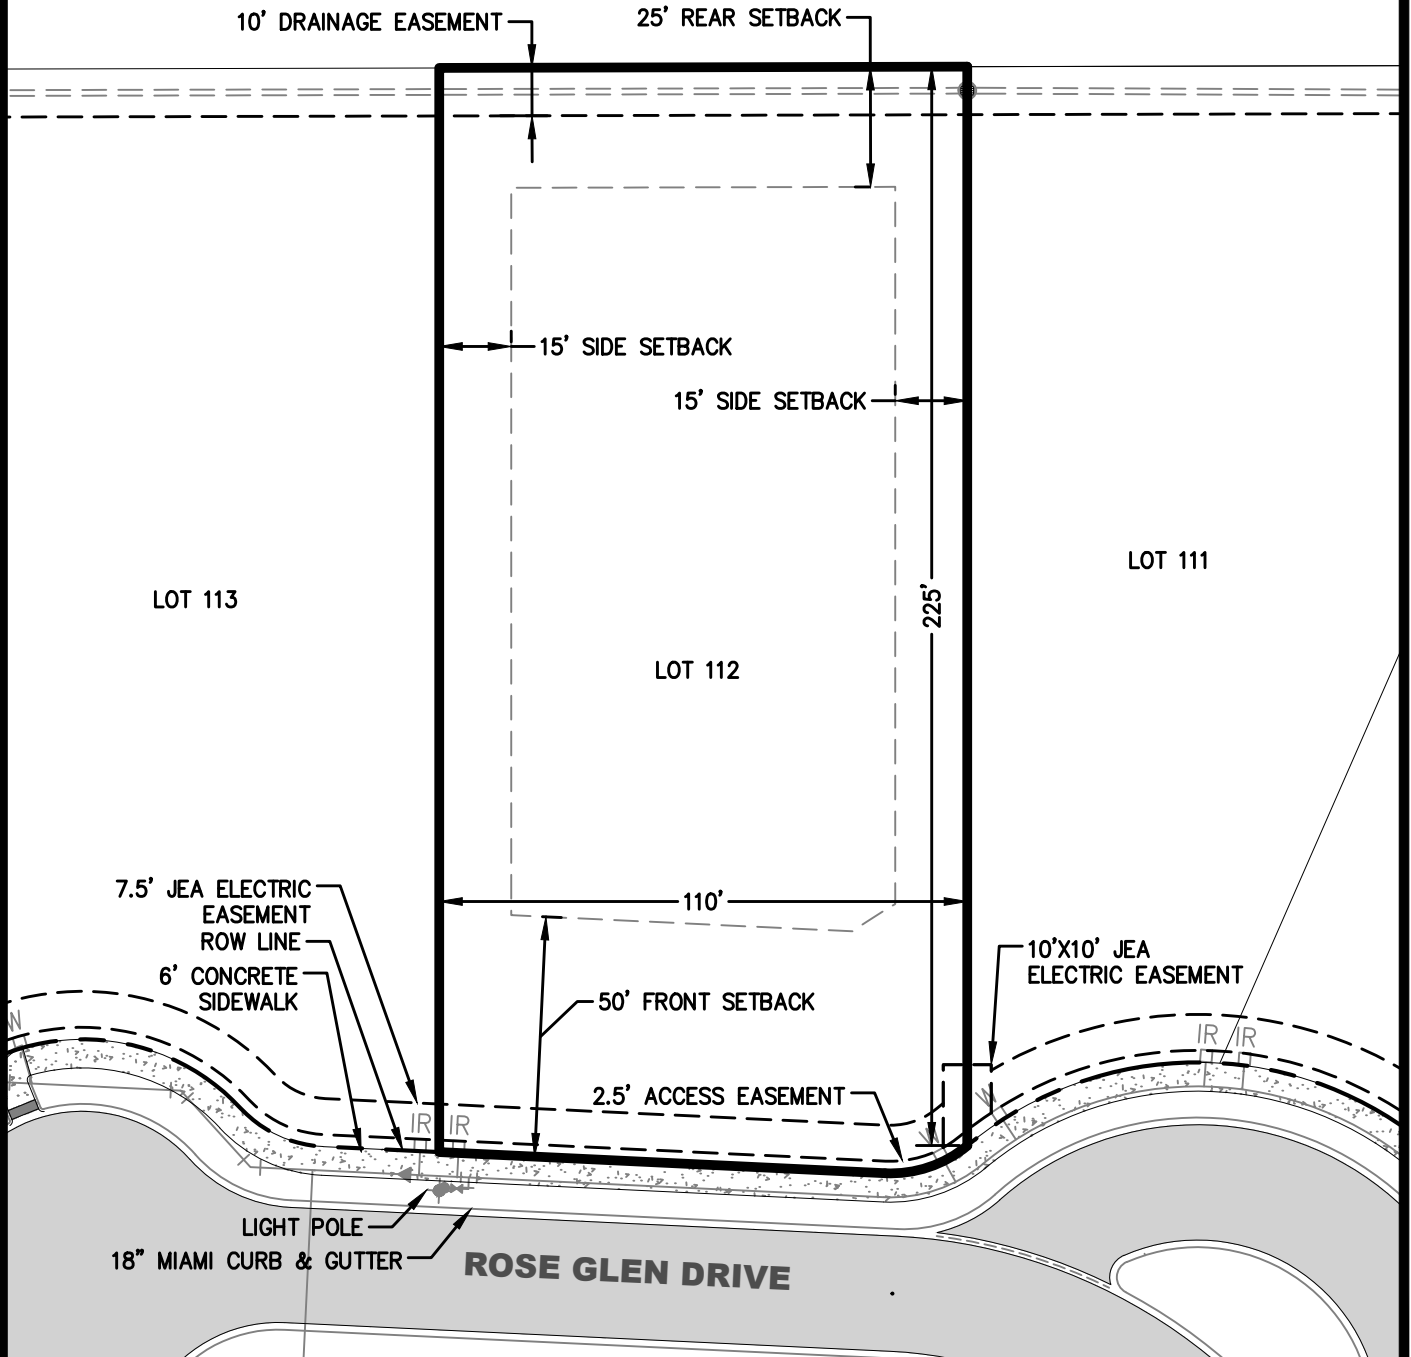 10' DRAINAGE EASEMENT
25' REAR SETBACK
15' SIDE SETBACK
15' SIDE SETBACK
LOT 111
225'
LOT 113
LOT 112
7.5' JEA ELECTRIC
EASEMENT
110'
ROW LINE
10'X10' JEA
ELECTRIC EASEMENT
6' CONCRETE
SIDEWALK
50' FRONT SETBACK
W
IR IR
2.5' ACCESS EASEMENT
W
IR IR
W
LIGHT POLE
18" MIAMI CURB & GUTTER
ROSE GLEN DRIVE